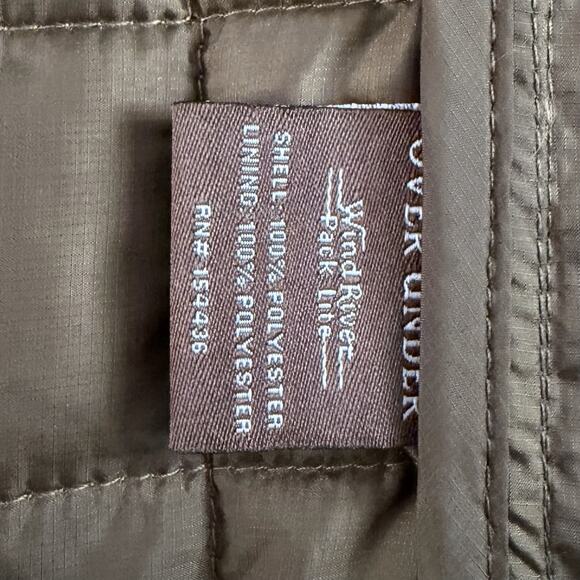 OVER UNDER
Wind River
Pack Lite
SHELL: 100% POLYESTER
LINING: 100% POLYESTER
RN# 154436